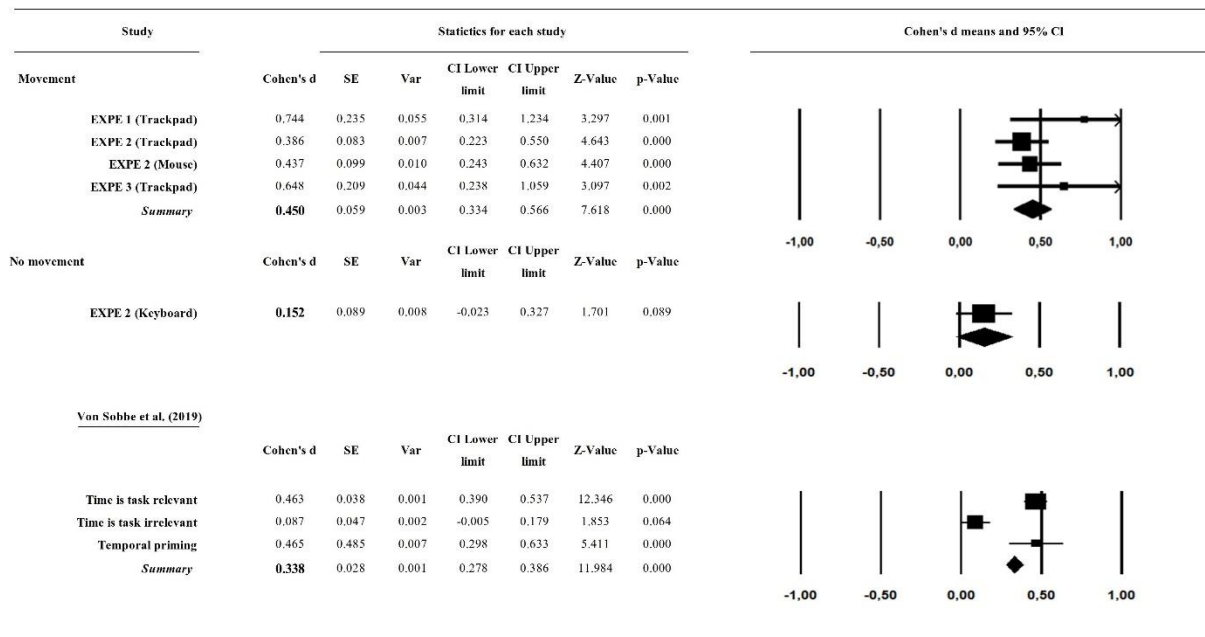 Study Statictics for each study Cohen's d means and 95% CI
Movement Cohen's d SE Var CI Lower limit CI Upper limit Z-Value p-Value
EXPE 1 (Trackpad) 0,744 0,235 0,055 0,314 1,234 3,297 0,001
EXPE 2 (Trackpad) 0,386 0,083 0,007 0,223 0,550 4,643 0,000
EXPE 2 (Mouse) 0,437 0,099 0,010 0,243 0,632 4,407 0,000
EXPE 3 (Trackpad) 0,648 0,209 0,044 0,238 1,059 3,097 0,002
Summary 0,450 0,059 0,003 0,334 0,566 7,618 0,000
-1,00 -0,50 0,00 0,50 1,00
No movement Cohen's d SE Var CI Lower limit CI Upper limit Z-Value p-Value
EXPE 2 (Keyboard) 0,152 0,089 0,008 -0,023 0,327 1,701 0,089
-1,00 -0,50 0,00 0,50 1,00
Von Sobbe et al. (2019)
Cohen's d SE Var CI Lower limit CI Upper limit Z-Value p-Value
Time is task relevant 0,463 0,038 0,001 0,390 0,537 12,346 0,000
Time is task irrelevant 0,087 0,047 0,002 -0,005 0,179 1,853 0,064
Temporal priming 0,465 0,485 0,007 0,298 0,633 5,411 0,000
Summary 0,338 0,028 0,001 0,278 0,386 11,984 0,000
-1,00 -0,50 0,00 0,50 1,00